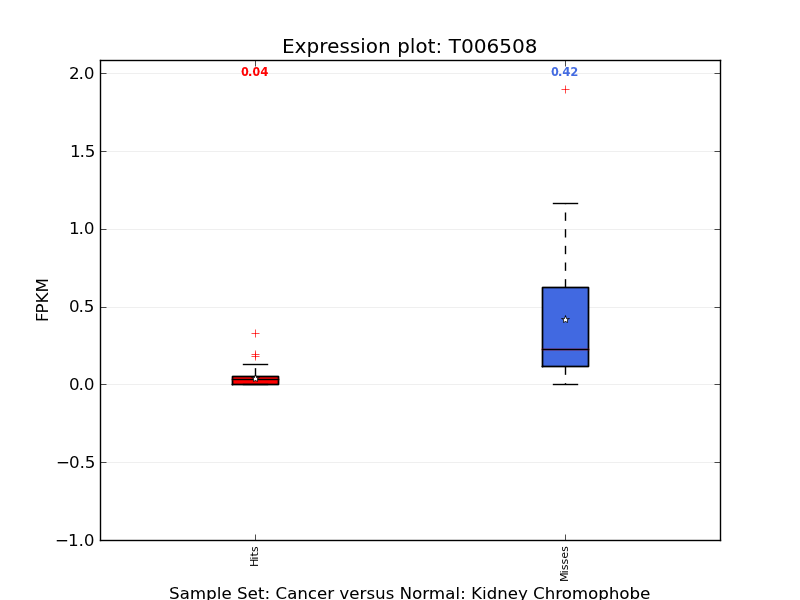 Expression plot: T006508
0.04
0.42
2.0
1.5
1.0
0.5
0.0
−0.5
−1.0
FPKM
Hits
Misses
Sample Set: Cancer versus Normal: Kidney Chromophobe